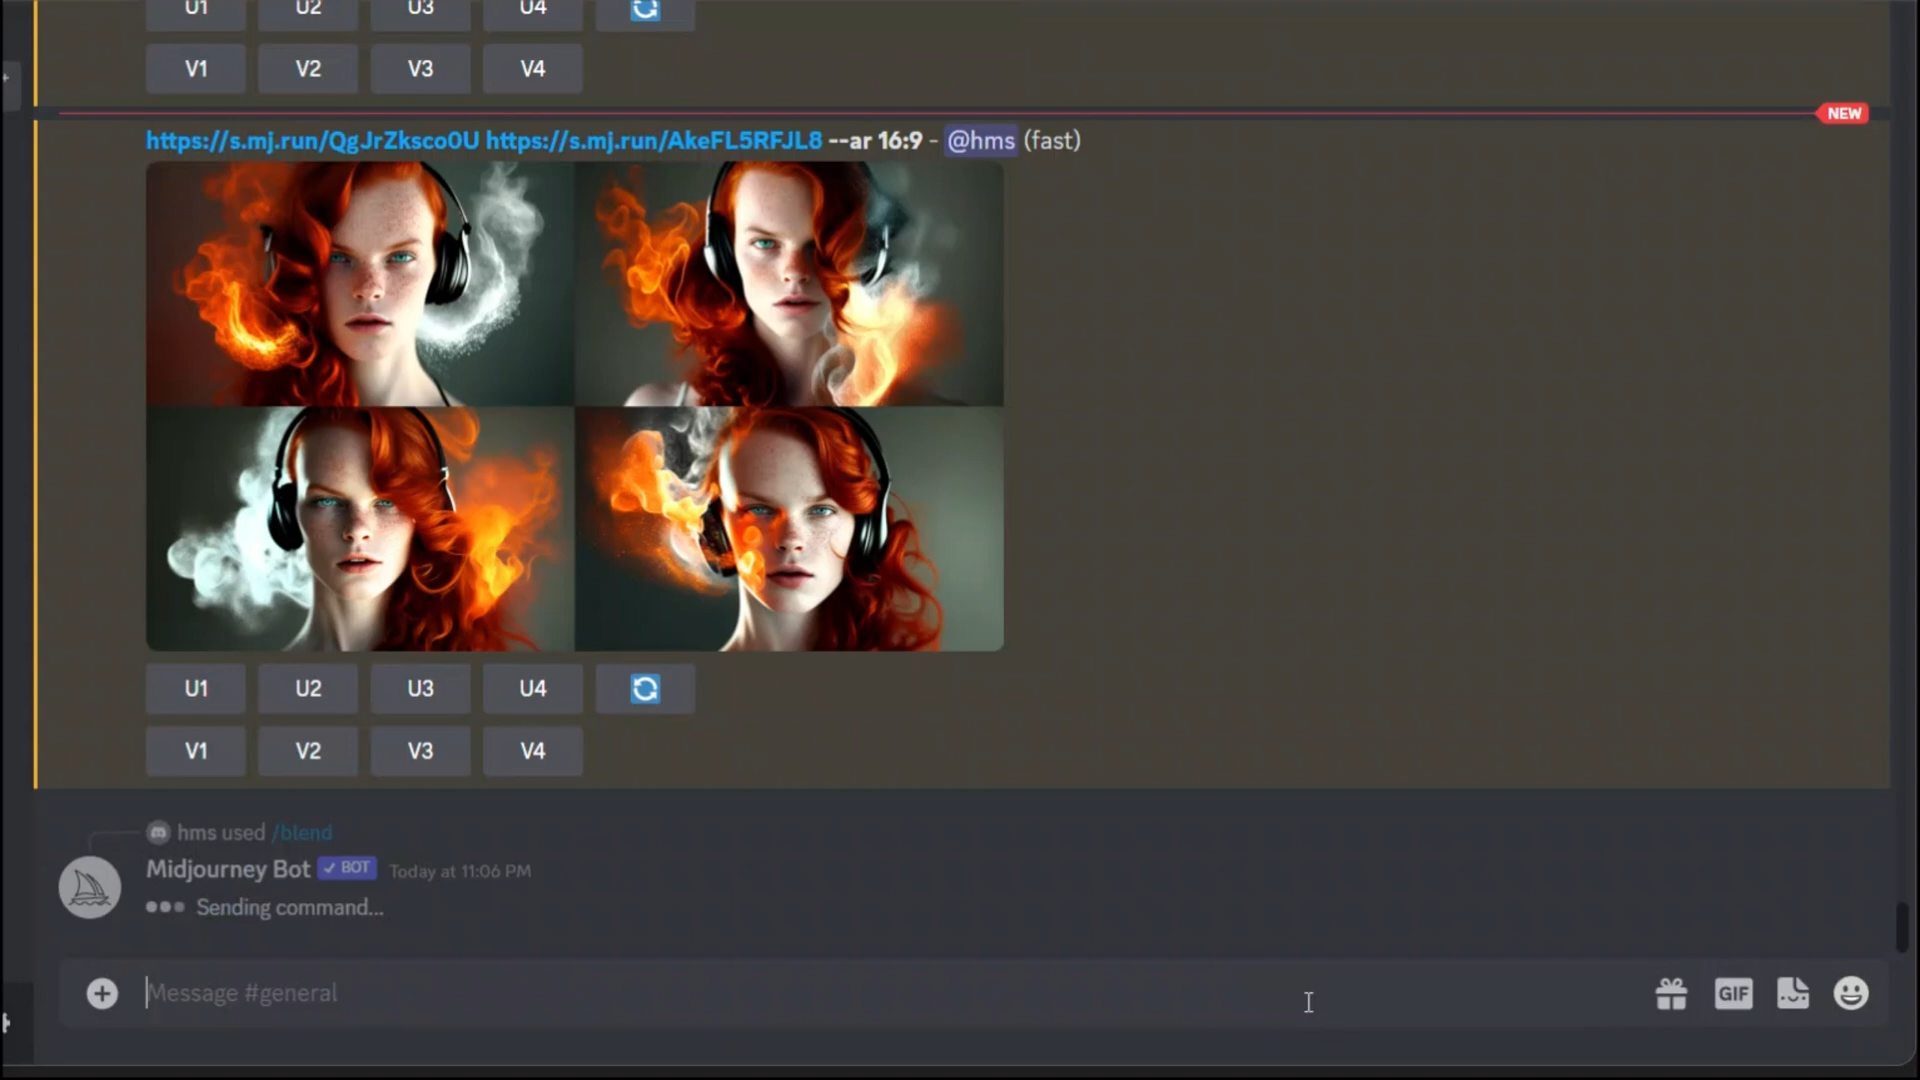 U1 U2 U3 U4
V1 V2 V3 V4
NEW
https://s.mj.run/QgJrZksco0U https://s.mj.run/AkeFL5RFJL8 --ar 16:9 - @hms (fast)
U1 U2 U3 U4
V1 V2 V3 V4
hms used /blend
Midjourney Bot ✓ BOT Today at 11:06 PM
Sending command...
Message #general
GIF